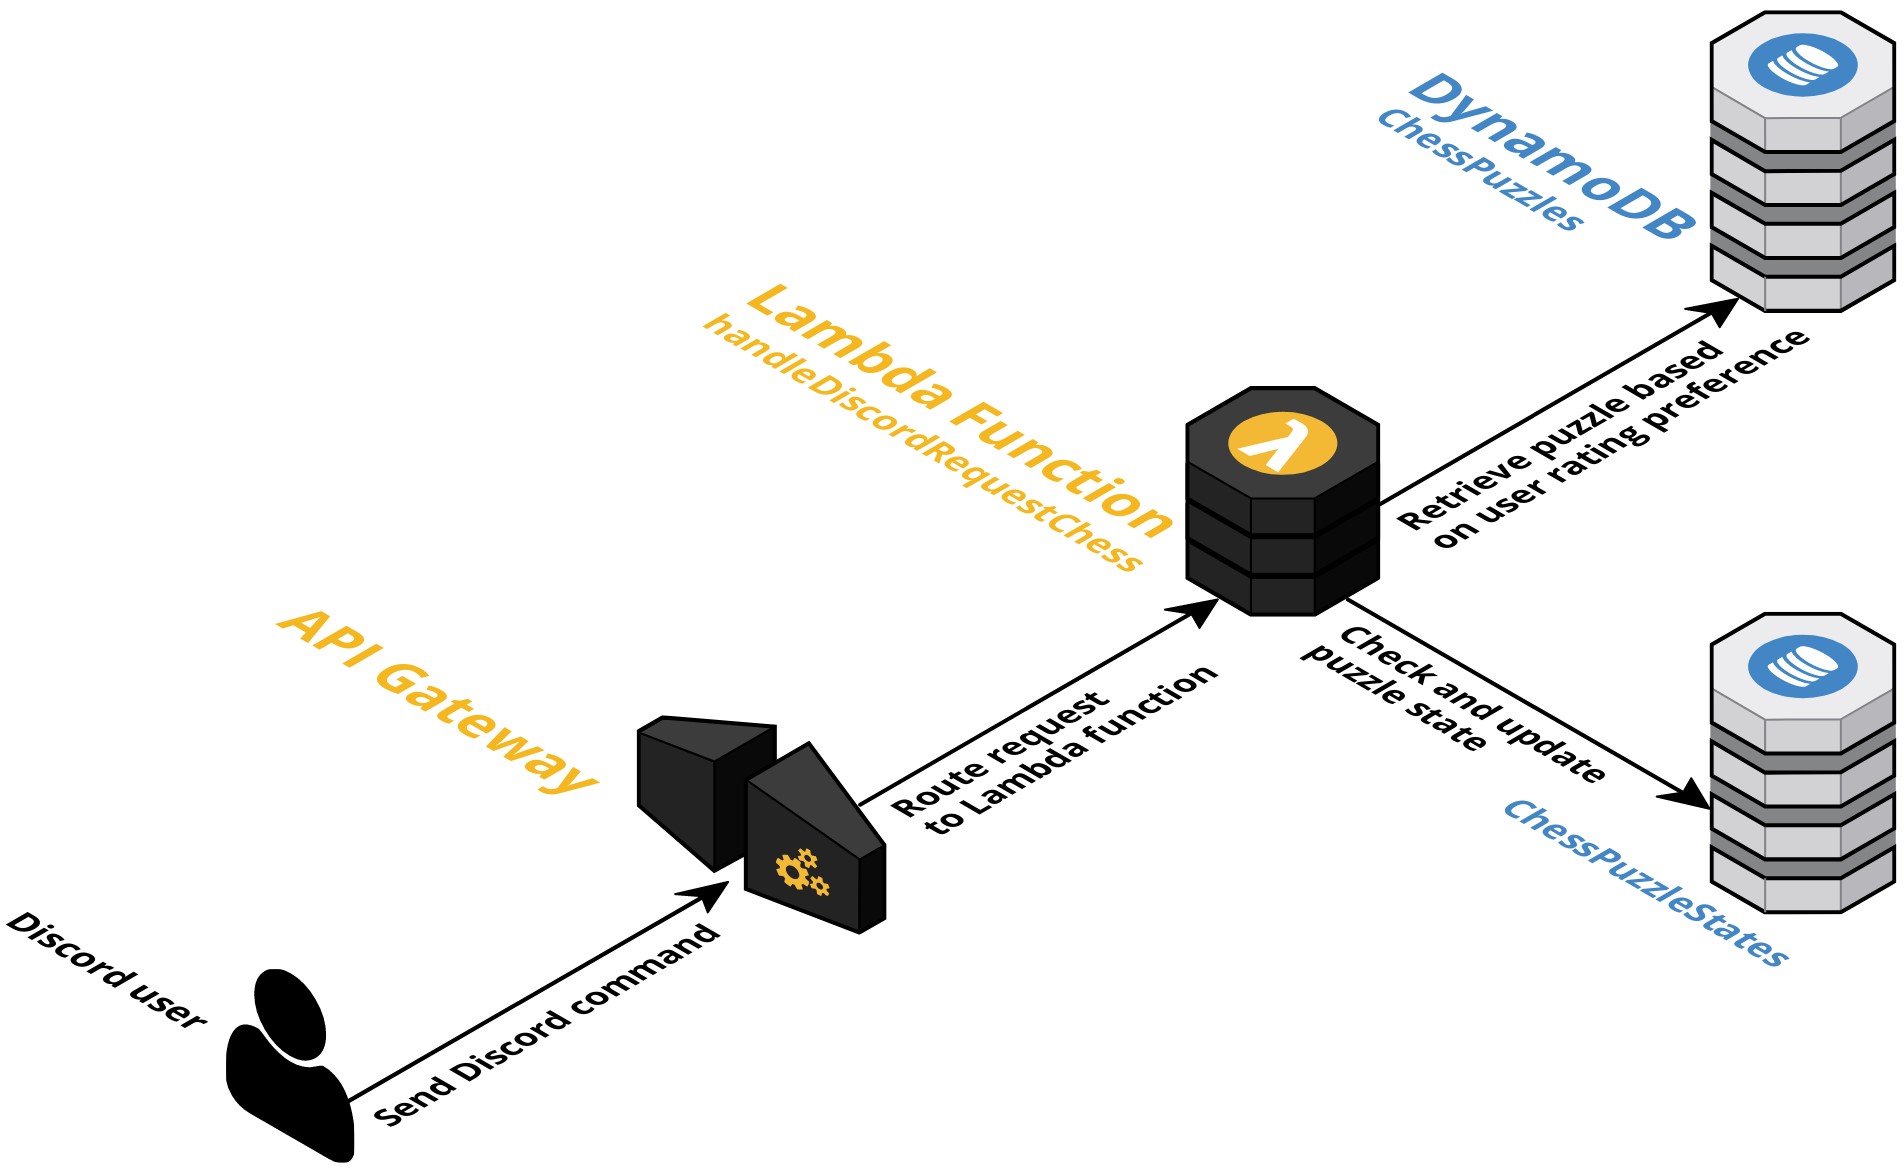 DynamoDB
ChessPuzzles
Lambda Function
handleDiscordRequestChess
Retrieve puzzle based
on user rating preference
API Gateway
Route request
to Lambda function
Check and update
puzzle state
ChessPuzzleStates
Discord user
Send Discord command